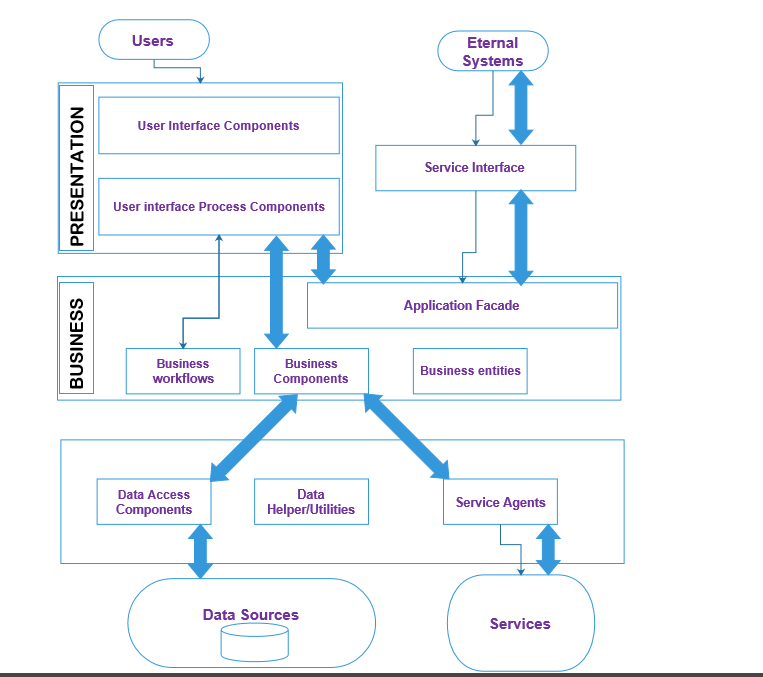 Users
Eternal
Systems
PRESENTATION
User Interface Components
Service Interface
User interface Process Components
BUSINESS
Application Facade
Business
workflows
Business
Components
Business entities
Data Access
Components
Data
Helper/Utilities
Service Agents
Data Sources
Services